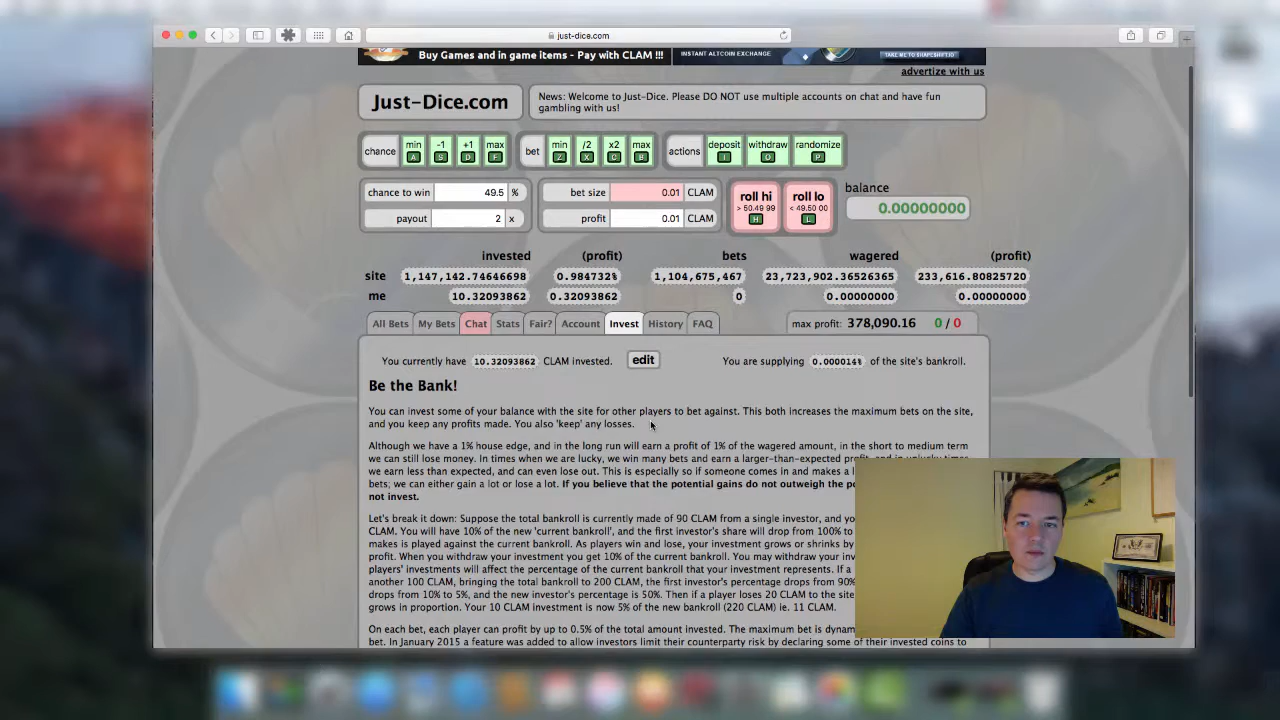 just-dice.com
Buy Games and in game items - Pay with CLAM !!!
INSTANT ALTCOIN EXCHANGE
TAKE ME TO SHAPESHIFT.IO
advertize with us
Just-Dice.com
News: Welcome to Just-Dice. Please DO NOT use multiple accounts on chat and have fun
gambling with us!
chance min -1 +1 max bet min /2 x2 max actions deposit withdraw randomize
A S D F Z X C B I O P
chance to win 49.5 % bet size 0.01 CLAM roll hi roll lo balance
> 50.49 99 < 49.50 00 0.00000000
payout 2 x profit 0.01 CLAM H L
invested (profit) bets wagered (profit)
site 1,147,142.74646698 0.984732% 1,104,675,467 23,723,902.36526365 233,616.80825720
me 10.32093862 0.32093862 0 0.00000000 0.00000000
All Bets My Bets Chat Stats Fair? Account Invest History FAQ max profit: 378,090.16 0 / 0
You currently have 10.32093862 CLAM invested. edit You are supplying 0.000014% of the site's bankroll.
Be the Bank!
You can invest some of your balance with the site for other players to bet against. This both increases the maximum bets on the site,
and you keep any profits made. You also 'keep' any losses.
Although we have a 1% house edge, and in the long run will earn a profit of 1% of the wagered amount, in the short to medium term
we can still lose money. In times when we are lucky, we win many bets and earn a larger-than-expected profit, and in unlucky times
we earn less than expected, and can even lose out. This is especially so if someone comes in and makes a l
bets; we can either gain a lot or lose a lot. If you believe that the potential gains do not outweigh the po
not invest.
Let's break it down: Suppose the total bankroll is currently made of 90 CLAM from a single investor, and yo
CLAM. You will have 10% of the new 'current bankroll', and the first investor's share will drop from 100% to
makes is played against the current bankroll. As players win and lose, your investment grows or shrinks by
profit. When you withdraw your investment you get 10% of the current bankroll. You may withdraw your inv
players' investments will affect the percentage of the current bankroll that your investment represents. If a
another 100 CLAM, bringing the total bankroll to 200 CLAM, the first investor's percentage drops from 90%
drops from 10% to 5%, and the new investor's percentage is 50%. Then if a player loses 20 CLAM to the site
grows in proportion. Your 10 CLAM investment is now 5% of the new bankroll (220 CLAM) ie. 11 CLAM.
On each bet, each player can profit by up to 0.5% of the total amount invested. The maximum bet is dynam
bet. In January 2015 a feature was added to allow investors limit their counterparty risk by declaring some of their invested coins to